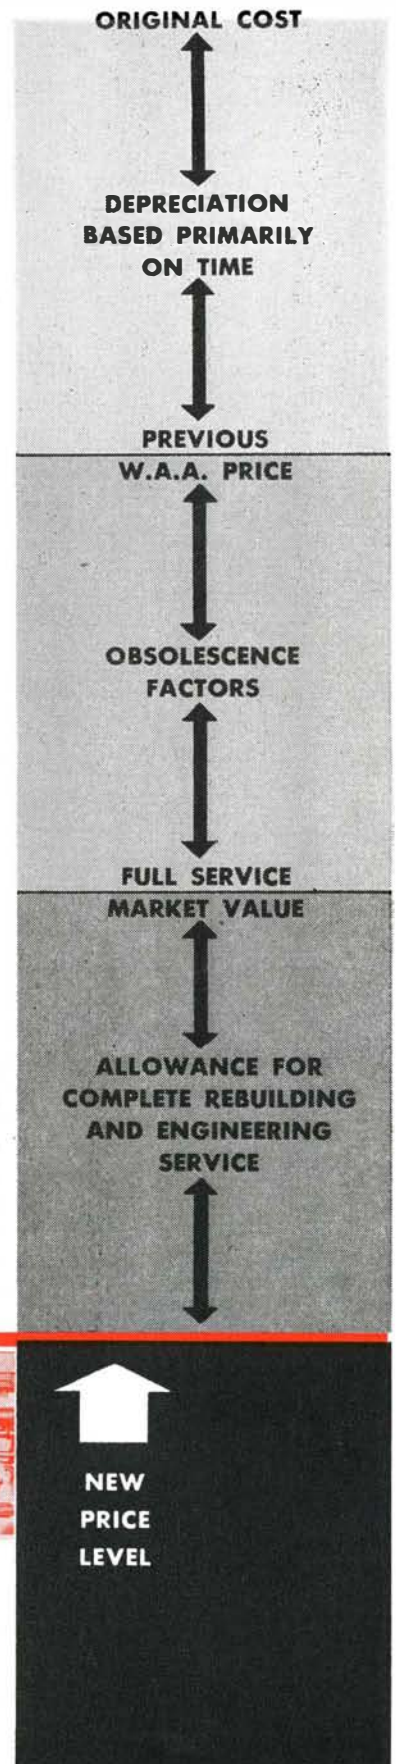 ORIGINAL COST
DEPRECIATION
BASED PRIMARILY
ON TIME
PREVIOUS
W.A.A. PRICE
OBSOLESCENCE
FACTORS
FULL SERVICE
MARKET VALUE
ALLOWANCE FOR
COMPLETE REBUILDING
AND ENGINEERING
SERVICE
NEW
PRICE
LEVEL